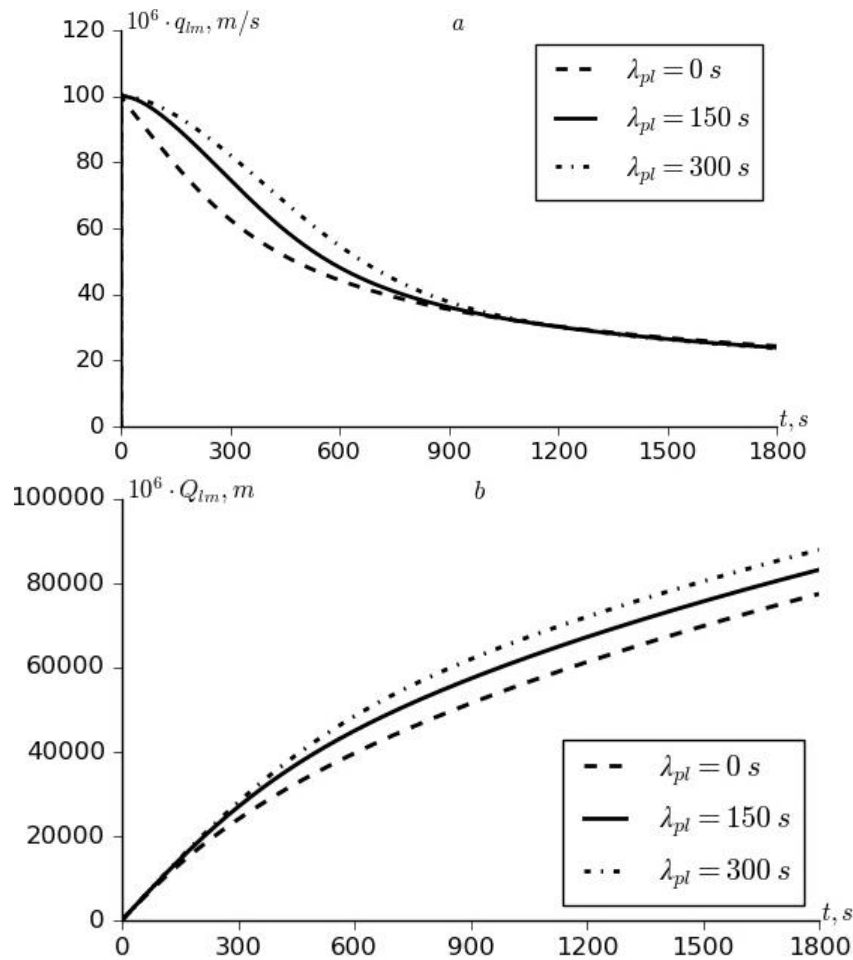 10^6 · q_lm, m/s
a
120
100
80
60
40
20
0
λ_pl = 0 s
λ_pl = 150 s
λ_pl = 300 s
t, s
0 300 600 900 1200 1500 1800
10^6 · Q_lm, m
b
100000
80000
60000
40000
20000
0
λ_pl = 0 s
λ_pl = 150 s
λ_pl = 300 s
t, s
0 300 600 900 1200 1500 1800